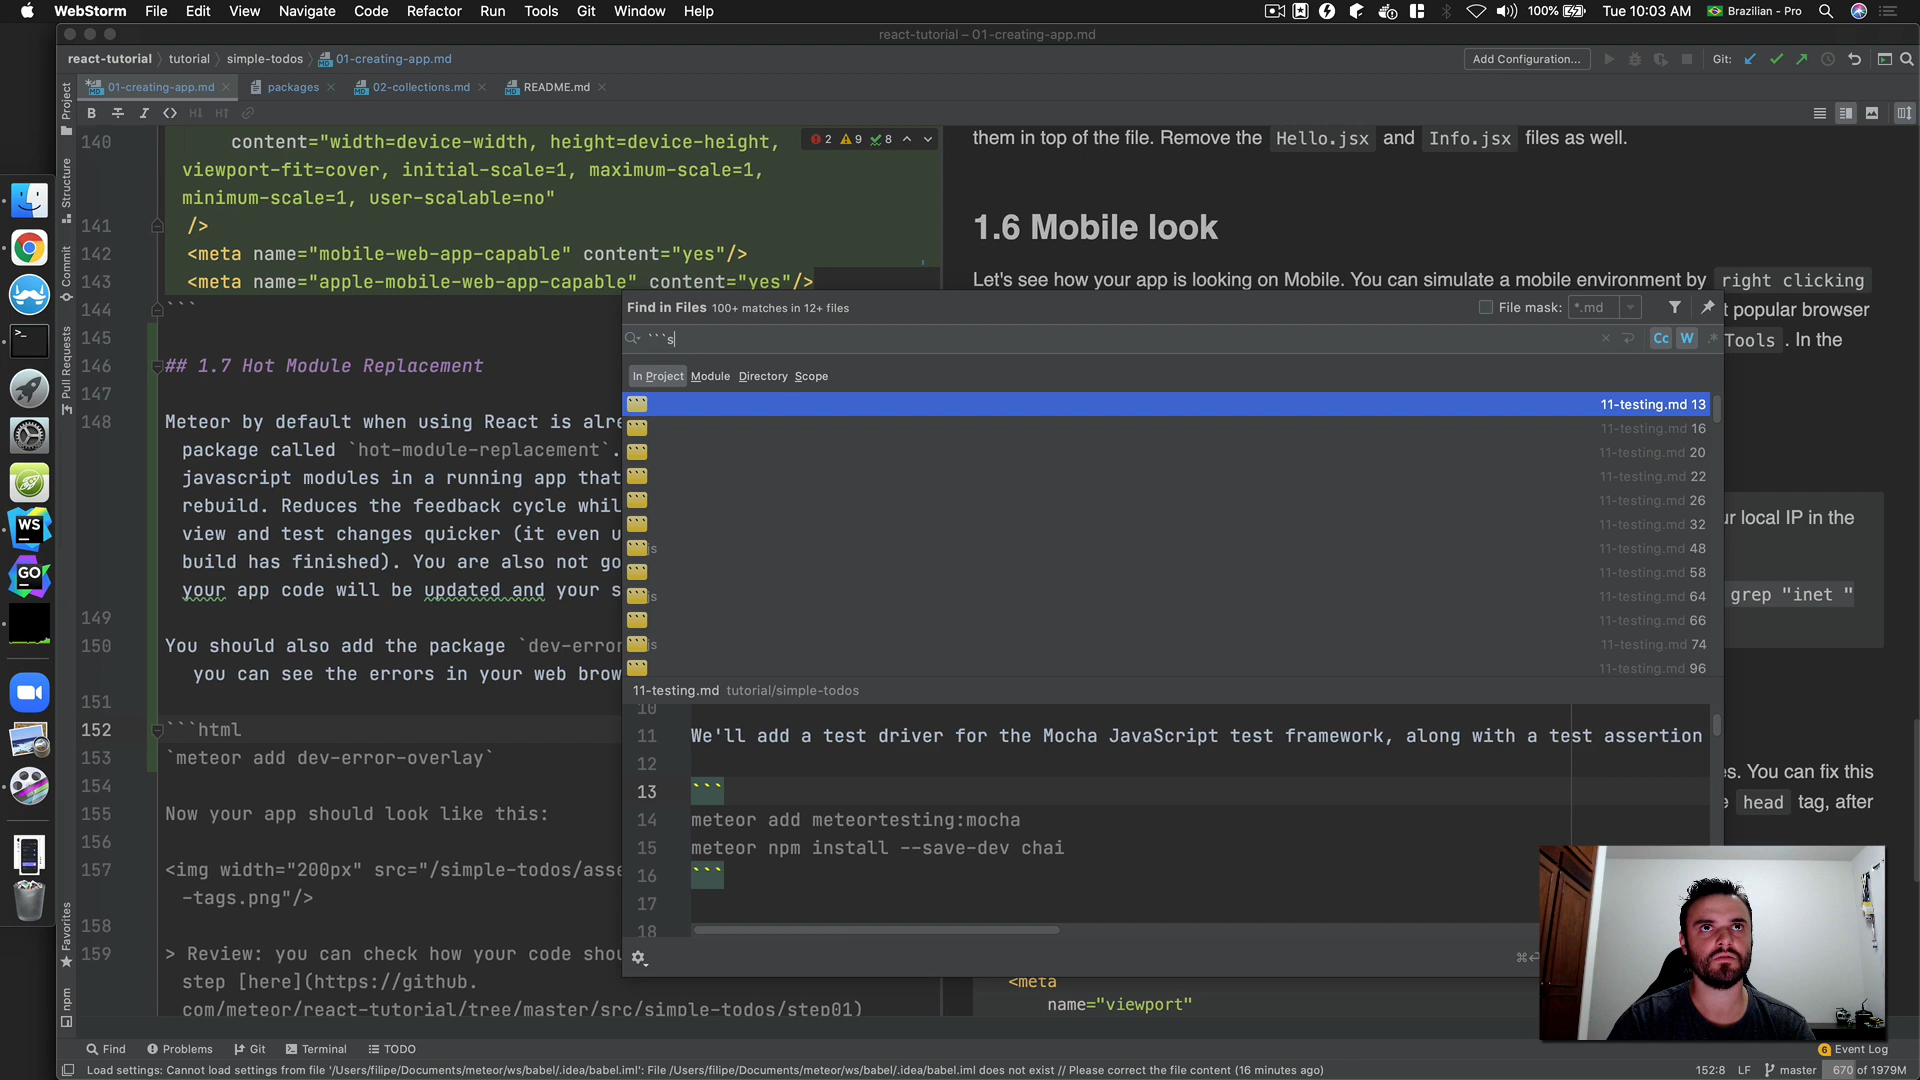 WebStorm File Edit View Navigate Code Refactor Run Tools Git Window Help
100% Tue 10:03 AM Brazilian - Pro
react-tutorial – 01-creating-app.md
react-tutorial tutorial simple-todos 01-creating-app.md
Add Configuration... Git:
01-creating-app.md packages 02-collections.md README.md
Project
Structure
Commit
Pull Requests
Favorites
npm
140 content="width=device-width, height=device-height,
viewport-fit=cover, initial-scale=1, maximum-scale=1,
minimum-scale=1, user-scalable=no"
141 />
142 <meta name="mobile-web-app-capable" content="yes"/>
143 <meta name="apple-mobile-web-app-capable" content="yes"/>
144 ```
145
146 ## 1.7 Hot Module Replacement
147
148 Meteor by default when using React is alre
package called `hot-module-replacement`.
javascript modules in a running app that
rebuild. Reduces the feedback cycle whil
view and test changes quicker (it even u
build has finished). You are also not go
your app code will be updated and your s
149
150 You should also add the package `dev-error
you can see the errors in your web brow
151
152 ```html
153 `meteor add dev-error-overlay`
154
155 Now your app should look like this:
156
157 <img width="200px" src="/simple-todos/asse
-tags.png"/>
158
159 > Review: you can check how your code shou
step [here](https://github.
com/meteor/react-tutorial/tree/master/src/simple-todos/step01)
2 9 8
them in top of the file. Remove the Hello.jsx and Info.jsx files as well.
1.6 Mobile look
Let's see how your app is looking on Mobile. You can simulate a mobile environment by right clicking
t popular browser
Tools . In the
ur local IP in the
grep "inet "
s. You can fix this
e head tag, after
<meta
name="viewport"
Find in Files 100+ matches in 12+ files
File mask: *.md
```s
Cc W .*
In Project Module Directory Scope
``` 11-testing.md 13
``` 11-testing.md 16
``` 11-testing.md 20
``` 11-testing.md 22
``` 11-testing.md 26
``` 11-testing.md 32
```js 11-testing.md 48
``` 11-testing.md 58
```js 11-testing.md 64
``` 11-testing.md 66
```js 11-testing.md 74
``` 11-testing.md 96
11-testing.md tutorial/simple-todos
10
11 We'll add a test driver for the Mocha JavaScript test framework, along with a test assertion
12
13 ```
14 meteor add meteortesting:mocha
15 meteor npm install --save-dev chai
16 ```
17
18
WS
GO
Find Problems Git Terminal TODO
6 Event Log
Load settings: Cannot load settings from file '/Users/filipe/Documents/meteor/ws/babel/.idea/babel.iml': File /Users/filipe/Documents/meteor/ws/babel/.idea/babel.iml does not exist // Please correct the file content (16 minutes ago)
152:8 LF master 670 of 1979M